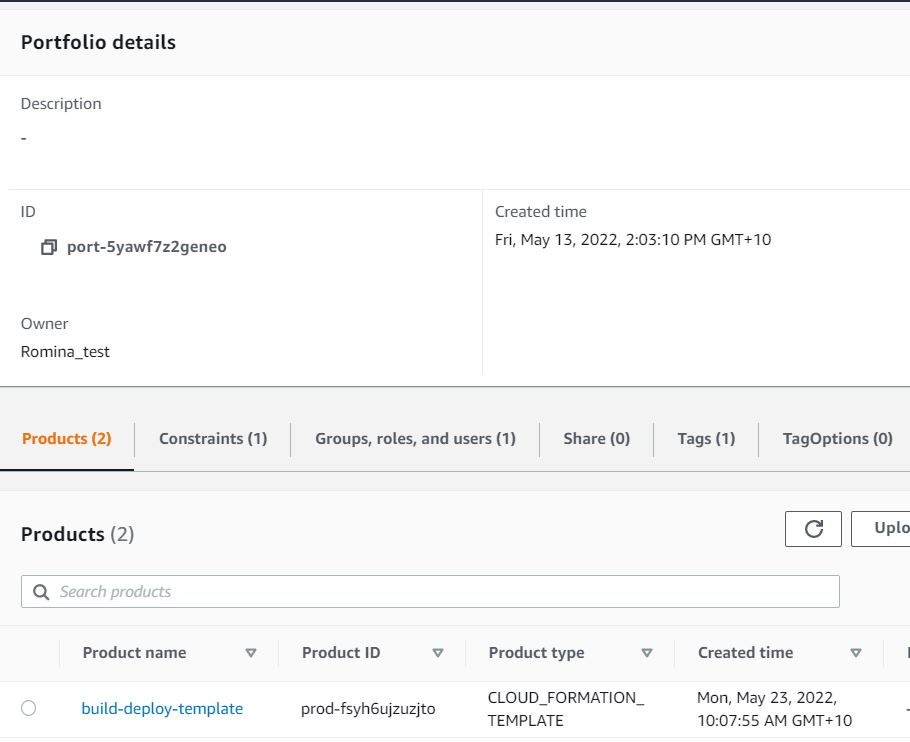 Portfolio details
Description
-
ID
Created time
port-5yawf7z2geneo
Fri, May 13, 2022, 2:03:10 PM GMT+10
Owner
Romina_test
Products (2)
Constraints (1)
Groups, roles, and users (1)
Share (0)
Tags (1)
TagOptions (0)
Products (2)
Uplo
Search products
Product name
Product ID
Product type
Created time
build-deploy-template
prod-fsyh6ujzuzjto
CLOUD_FORMATION_
TEMPLATE
Mon, May 23, 2022,
10:07:55 AM GMT+10